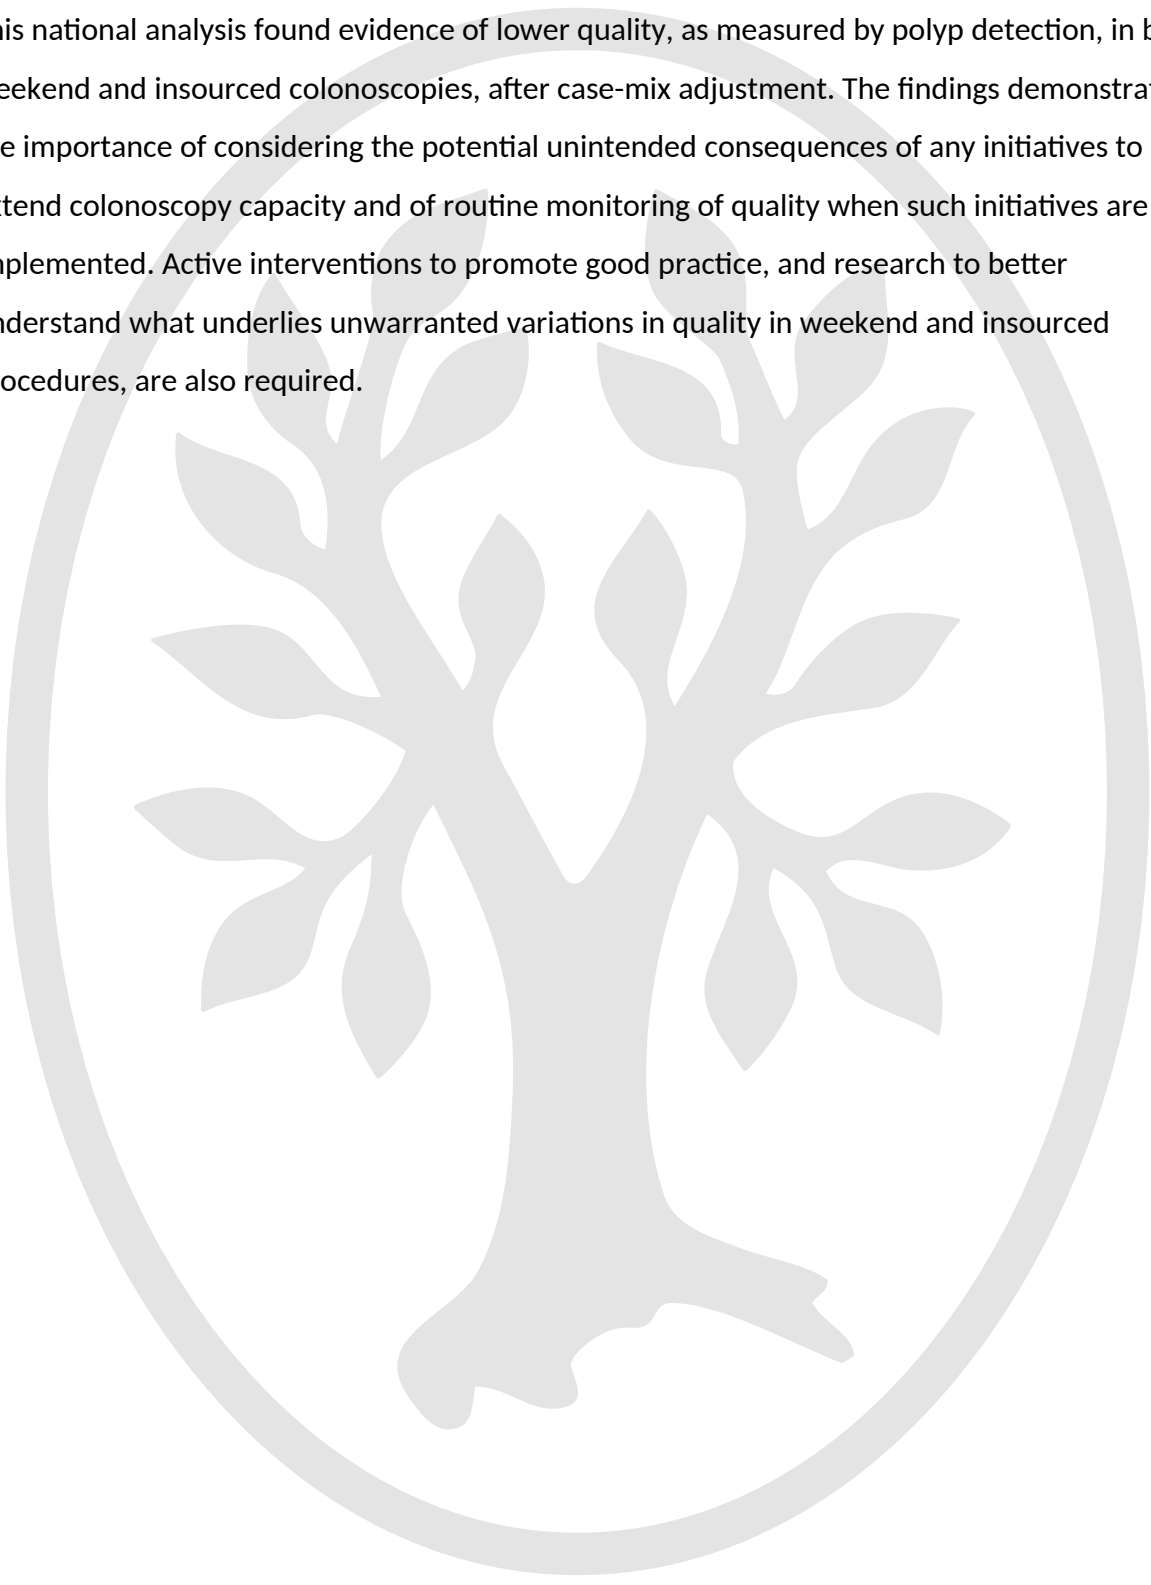 his national analysis found evidence of lower quality, as measured by polyp detection, in b
eekend and insourced colonoscopies, after case-mix adjustment. The findings demonstrat
e importance of considering the potential unintended consequences of any initiatives to
xtend colonoscopy capacity and of routine monitoring of quality when such initiatives are
mplemented. Active interventions to promote good practice, and research to better
nderstand what underlies unwarranted variations in quality in weekend and insourced
ocedures, are also required.